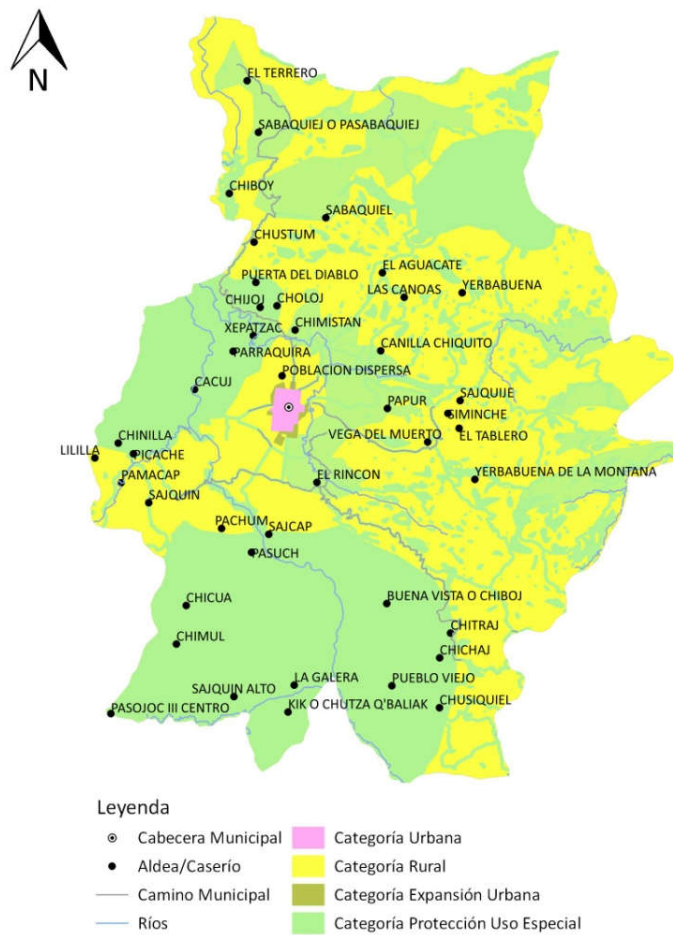 N
EL TERRERO
SABAQUIEJ O PASABAQUIEJ
CHIBOY
SABAQUIEL
CHUSTUM
EL AGUACATE
PUERTA DEL DIABLO
LAS CANOAS
YERBABUENA
CHIJOJ
CHOLOJ
XEPATZAC
CHIMISTAN
PARRAQUIRA
CANILLA CHIQUITO
POBLACION DISPERSA
CACUJ
SAJQUIJE
PAPUR
SIMINCHE
VEGA DEL MUERTO
EL TABLERO
CHINILLA
LILILLA
PICACHE
PAMACAP
EL RINCON
YERBABUENA DE LA MONTANA
SAJQUIN
PACHUM
SAJCAP
PASUCH
CHICUA
BUENA VISTA O CHIBOJ
CHITRAJ
CHIMUL
CHICHAJ
LA GALERA
PUEBLO VIEJO
SAJQUIN ALTO
PASOJOC III CENTRO
KIK O CHUTZA Q'BALIAK
CHUSIQUIEL
Leyenda
Cabecera Municipal
Categoría Urbana
Aldea/Caserío
Categoría Rural
Camino Municipal
Categoría Expansión Urbana
Ríos
Categoría Protección Uso Especial